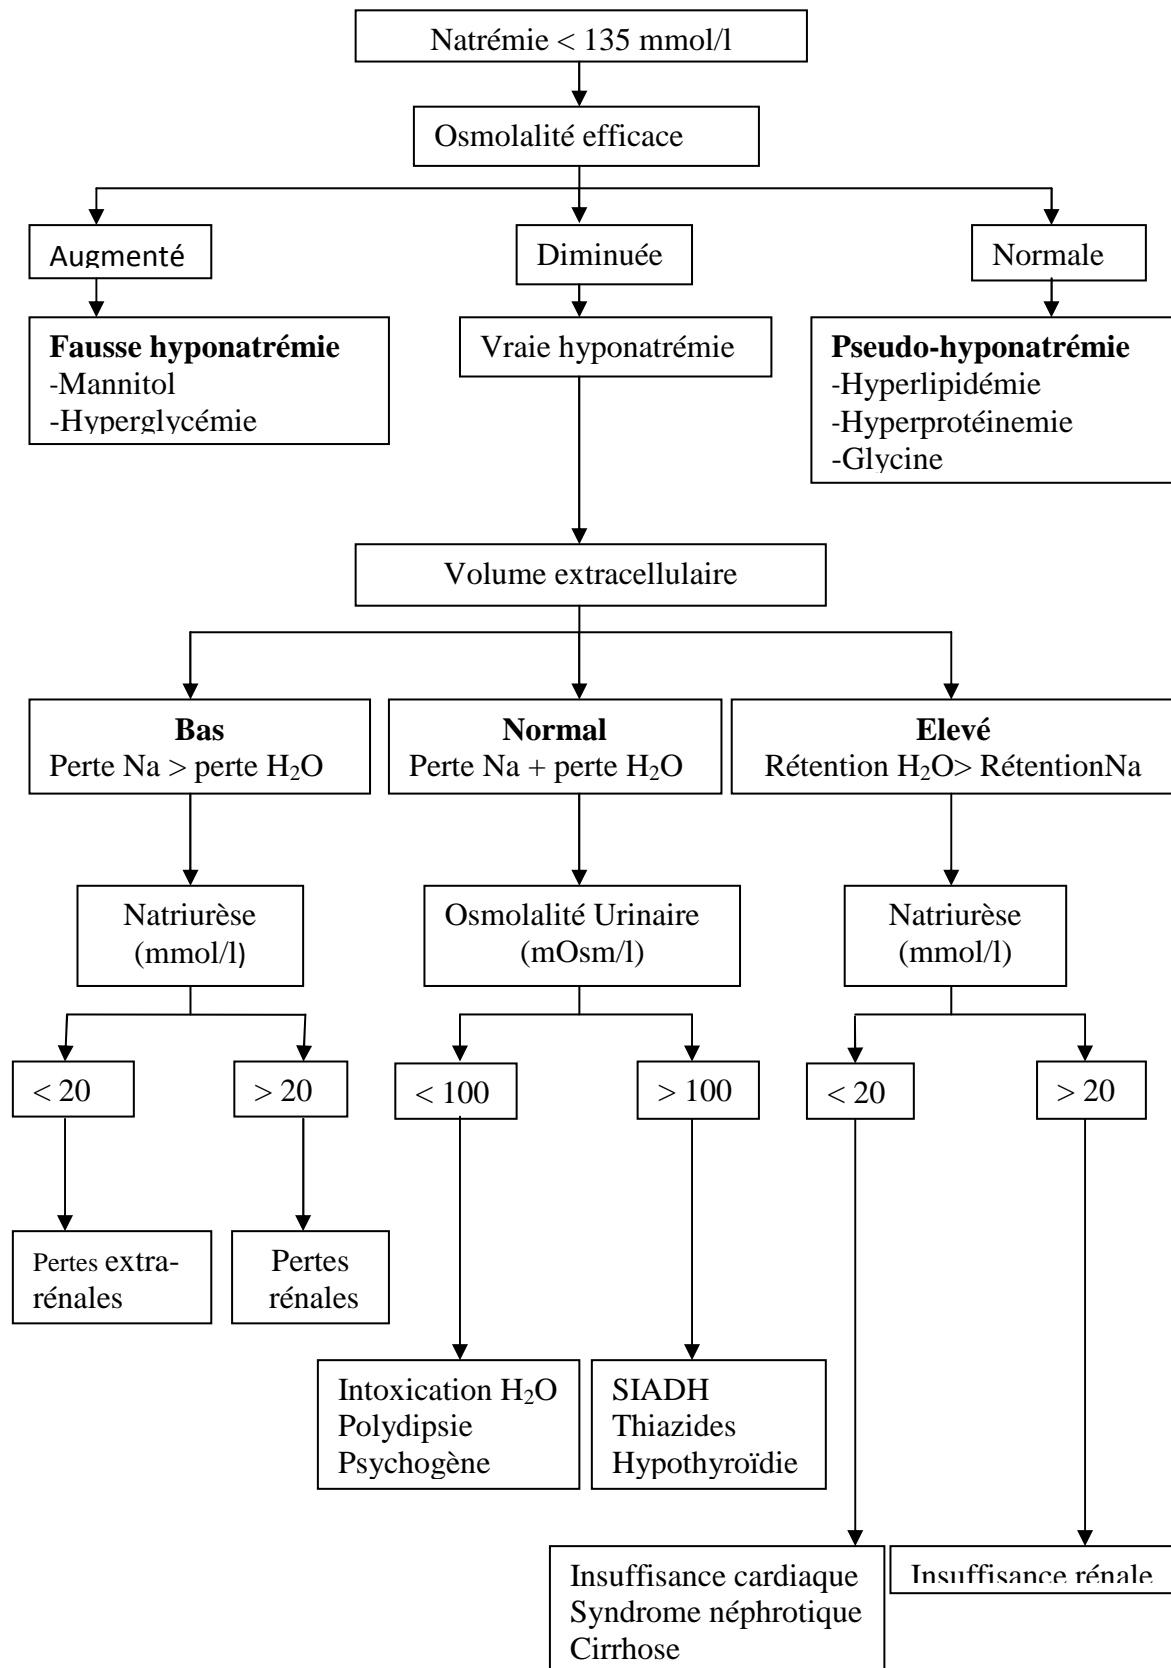 Natrémie < 135 mmol/l
Osmolalité efficace
Augmenté
Diminuée
Normale
Fausse hyponatrémie
-Mannitol
-Hyperglycémie
Vraie hyponatrémie
Pseudo-hyponatrémie
-Hyperlipidémie
-Hyperprotéinemie
-Glycine
Volume extracellulaire
Bas
Perte Na > perte H₂O
Normal
Perte Na + perte H₂O
Elevé
Rétention H₂O> RétentionNa
Natriurèse
(mmol/l)
Osmolalité Urinaire
(mOsm/l)
Natriurèse
(mmol/l)
< 20
> 20
< 100
> 100
< 20
> 20
Pertes extra-
rénales
Pertes
rénales
Intoxication H₂O
Polydipsie
Psychogène
SIADH
Thiazides
Hypothyroïdie
Insuffisance cardiaque
Syndrome néphrotique
Cirrhose
Insuffisance rénale